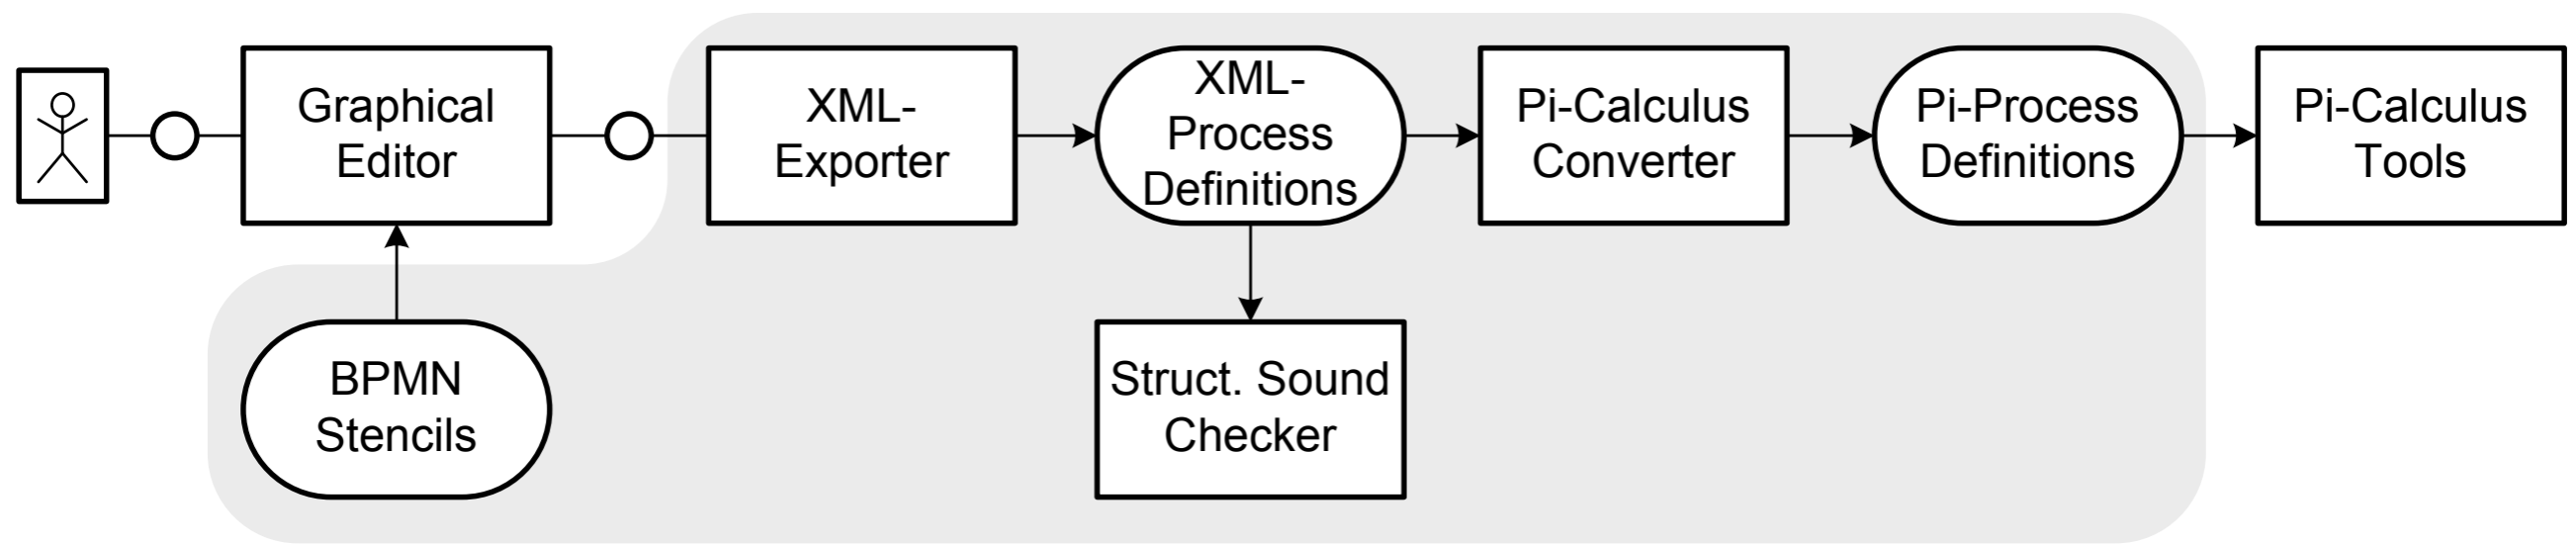 Graphical
Editor
XML-
Exporter
XML-
Process
Definitions
Pi-Calculus
Converter
Pi-Process
Definitions
Pi-Calculus
Tools
BPMN
Stencils
Struct. Sound
Checker